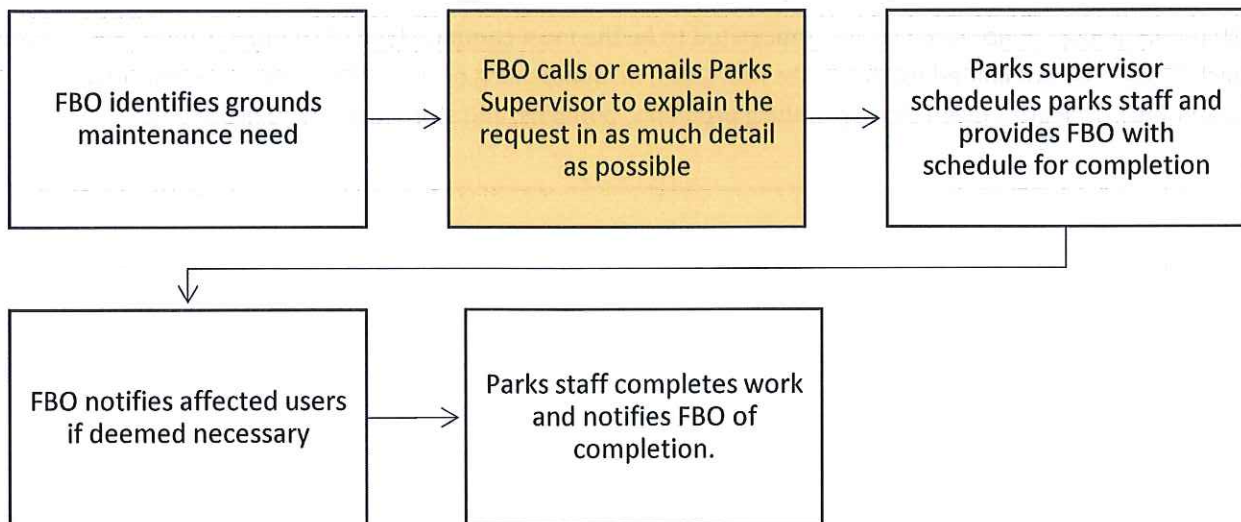 FBO identifies grounds
maintenance need
FBO calls or emails Parks
Supervisor to explain the
request in as much detail
as possible
Parks supervisor
schedeules parks staff and
provides FBO with
schedule for completion
FBO notifies affected users
if deemed necessary
Parks staff completes work
and notifies FBO of
completion.